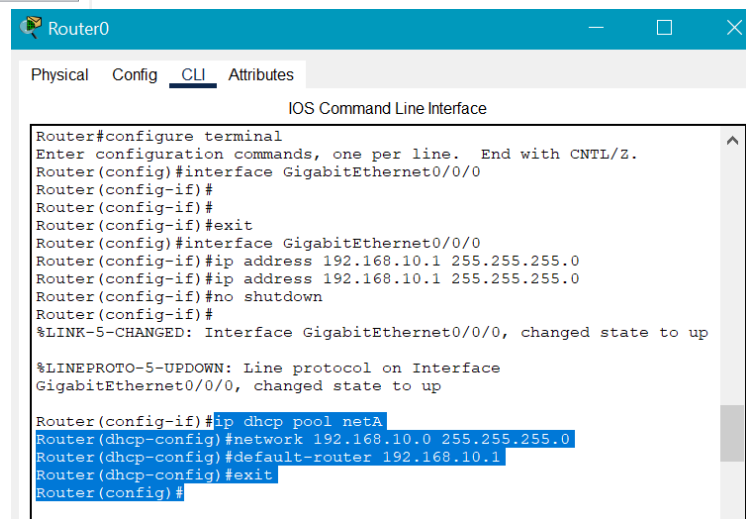 Router0
Physical Config CLI Attributes
IOS Command Line Interface
Router#configure terminal
Enter configuration commands, one per line.  End with CNTL/Z.
Router(config)#interface GigabitEthernet0/0/0
Router(config-if)#
Router(config-if)#
Router(config-if)#exit
Router(config)#interface GigabitEthernet0/0/0
Router(config-if)#ip address 192.168.10.1 255.255.255.0
Router(config-if)#ip address 192.168.10.1 255.255.255.0
Router(config-if)#no shutdown
Router(config-if)#
%LINK-5-CHANGED: Interface GigabitEthernet0/0/0, changed state to up
%LINEPROTO-5-UPDOWN: Line protocol on Interface
GigabitEthernet0/0/0, changed state to up
Router(config-if)#ip dhcp pool netA
Router(dhcp-config)#network 192.168.10.0 255.255.255.0
Router(dhcp-config)#default-router 192.168.10.1
Router(dhcp-config)#exit
Router(config)#